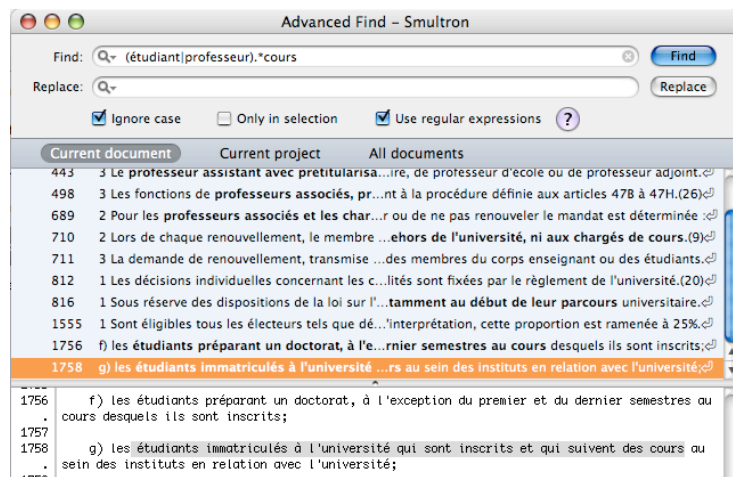 Advanced Find – Smultron
Find: (étudiant|professeur).*cours Find
Replace: Replace
Ignore case Only in selection Use regular expressions ?
Current document Current project All documents
443 3 Le professeur assistant avec prétitularisa...ire, de professeur d'école ou de professeur adjoint.⏎
498 3 Les fonctions de professeurs associés, pr...nt à la procédure définie aux articles 47B à 47H.(26)⏎
689 2 Pour les professeurs associés et les char...r ou de ne pas renouveler le mandat est déterminée :⏎
710 2 Lors de chaque renouvellement, le membre ...ehors de l'université, ni aux chargés de cours.(9)⏎
711 3 La demande de renouvellement, transmise ...des membres du corps enseignant ou des étudiants.⏎
812 1 Les décisions individuelles concernant les c...lités sont fixées par le règlement de l'université.(20)⏎
816 1 Sous réserve des dispositions de la loi sur l'...tamment au début de leur parcours universitaire.⏎
1555 1 Sont éligibles tous les électeurs tels que dé...'interprétation, cette proportion est ramenée à 25%.⏎
1756 f) les étudiants préparant un doctorat, à l'e...rnier semestres au cours desquels ils sont inscrits;⏎
1758 g) les étudiants immatriculés à l'université ...rs au sein des instituts en relation avec l'université;⏎
1756 f) les étudiants préparant un doctorat, à l'exception du premier et du dernier semestres au
. cours desquels ils sont inscrits;
1757
1758 g) les étudiants immatriculés à l'université qui sont inscrits et qui suivent des cours au
. sein des instituts en relation avec l'université;